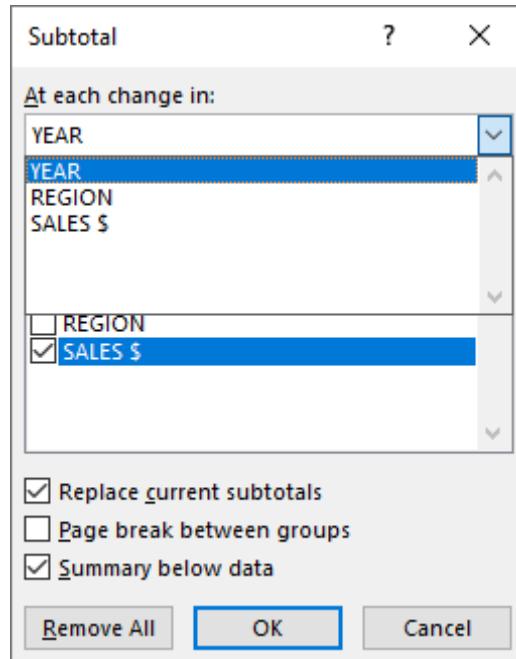 Subtotal ? ×
At each change in:
YEAR
YEAR
REGION
SALES $
REGION
SALES $
Replace current subtotals
Page break between groups
Summary below data
Remove All OK Cancel